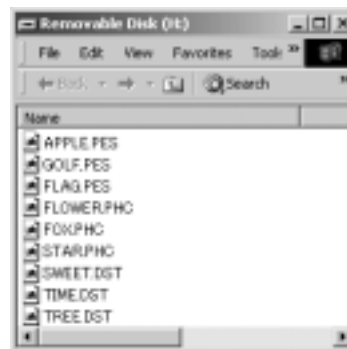 Removable Disk (I:)
File Edit View Favorites Tools »
Back Search »
Name
APPLE.PES
GOLF.PES
FLAG.PES
FLOWER.PHC
FOX.PHC
STAR.PHC
SWEET.DST
TIME.DST
TREE.DST